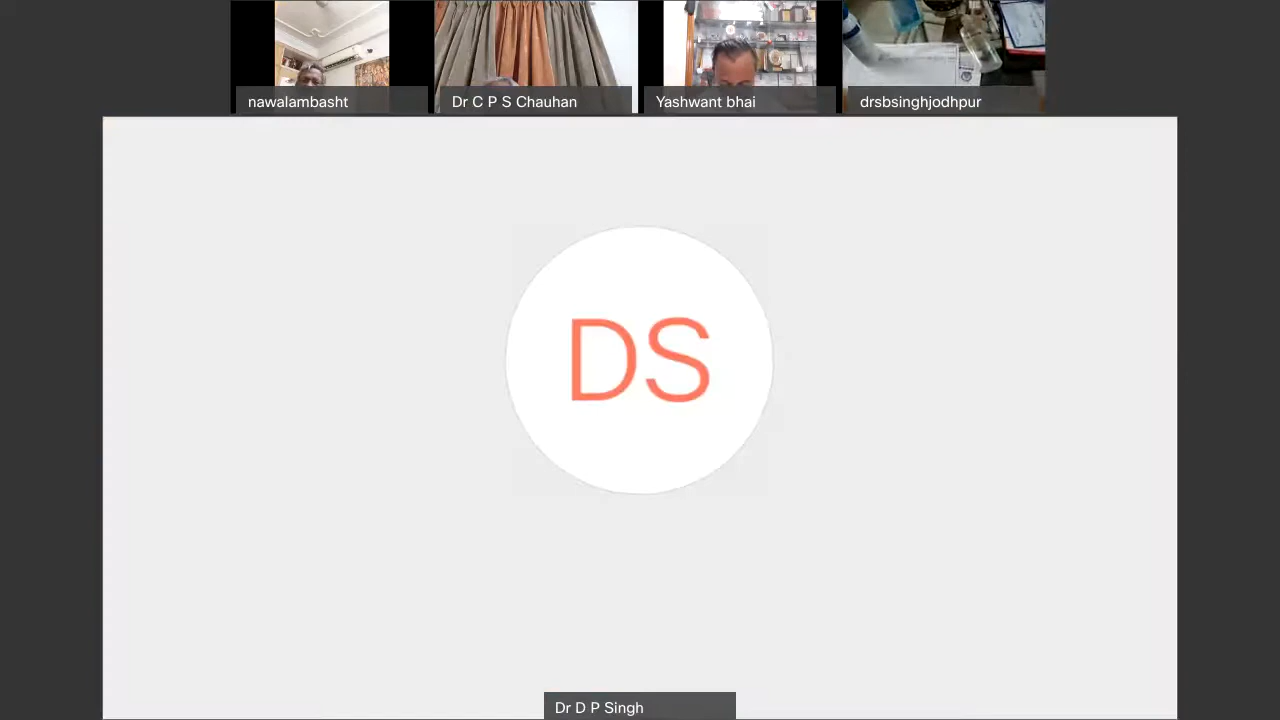 nawalambasht
Dr C P S Chauhan
Yashwant bhai
drsbsinghjodhpur
DS
Dr D P Singh